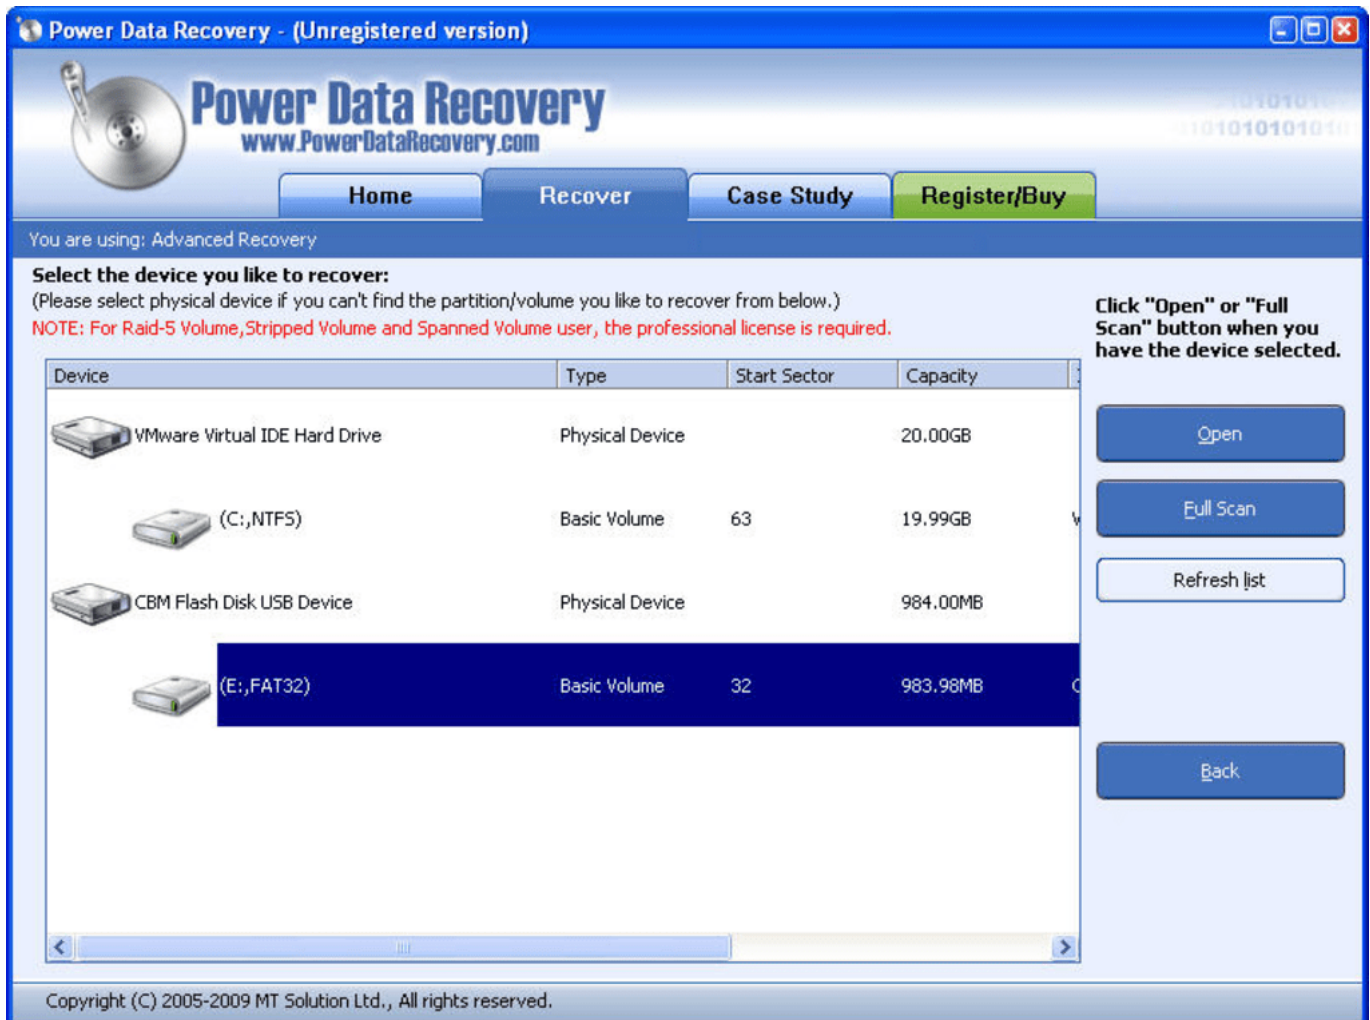 Power Data Recovery - (Unregistered version)
Power Data Recovery
www.PowerDataRecovery.com
Home Recover Case Study Register/Buy
You are using: Advanced Recovery
Select the device you like to recover:
(Please select physical device if you can't find the partition/volume you like to recover from below.)
NOTE: For Raid-5 Volume,Stripped Volume and Spanned Volume user, the professional license is required.
Device Type Start Sector Capacity
VMware Virtual IDE Hard Drive Physical Device 20.00GB
(C:,NTFS) Basic Volume 63 19.99GB
CBM Flash Disk USB Device Physical Device 984.00MB
(E:,FAT32) Basic Volume 32 983.98MB
Click "Open" or "Full
Scan" button when you
have the device selected.
Open
Full Scan
Refresh list
Back
Copyright (C) 2005-2009 MT Solution Ltd., All rights reserved.